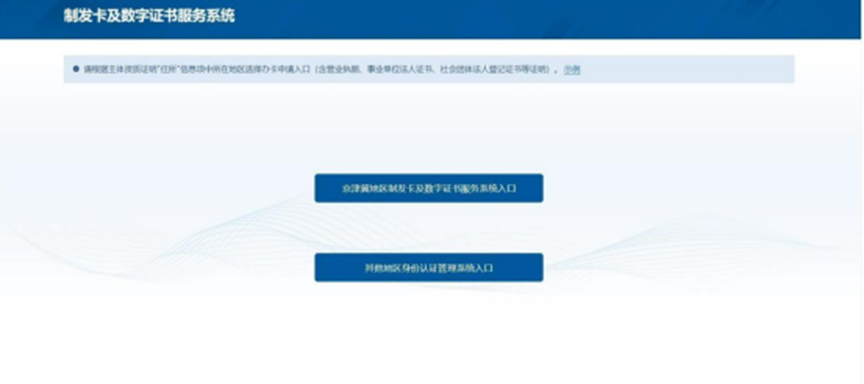 制发卡及数字证书服务系统
● 请根据主体资质证明"住所"信息项中所在地区选择办卡申请入口（含营业执照、事业单位法人证书、社会团体法人登记证书等证明）。示例
京津冀地区制发卡及数字证书服务系统入口
其他地区身份认证管理系统入口